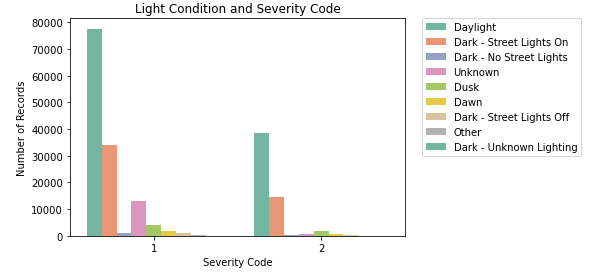 Light Condition and Severity Code
80000
70000
60000
50000
40000
30000
20000
10000
0
Number of Records
1
2
Severity Code
Daylight
Dark - Street Lights On
Dark - No Street Lights
Unknown
Dusk
Dawn
Dark - Street Lights Off
Other
Dark - Unknown Lighting